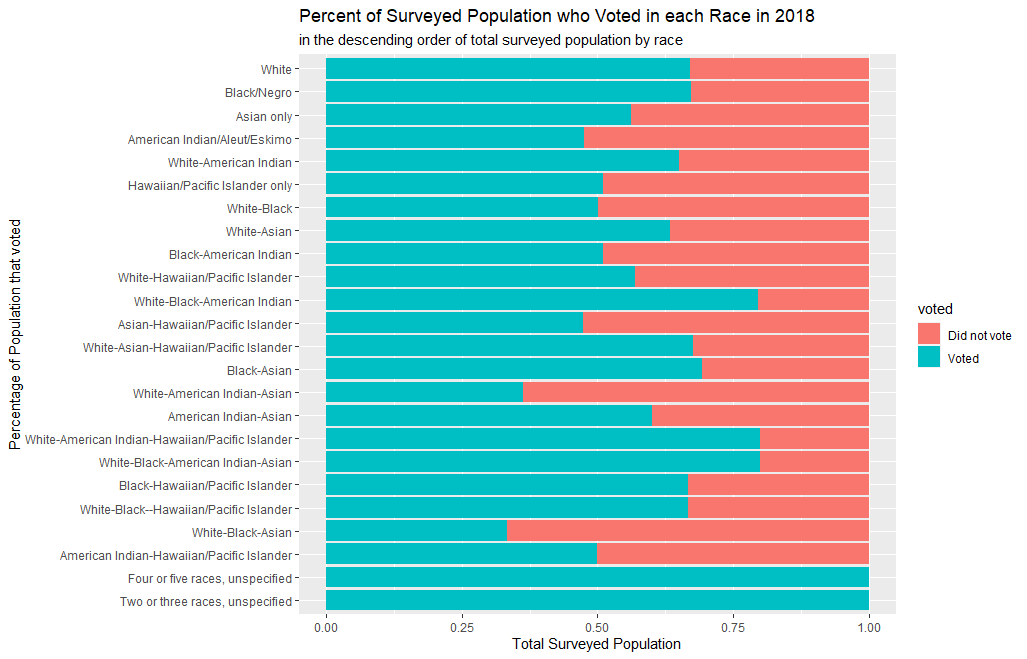 Percent of Surveyed Population who Voted in each Race in 2018
in the descending order of total surveyed population by race
Percentage of Population that voted
White
Black/Negro
Asian only
American Indian/Aleut/Eskimo
White-American Indian
Hawaiian/Pacific Islander only
White-Black
White-Asian
Black-American Indian
White-Hawaiian/Pacific Islander
White-Black-American Indian
Asian-Hawaiian/Pacific Islander
White-Asian-Hawaiian/Pacific Islander
Black-Asian
White-American Indian-Asian
American Indian-Asian
White-American Indian-Hawaiian/Pacific Islander
White-Black-American Indian-Asian
Black-Hawaiian/Pacific Islander
White-Black--Hawaiian/Pacific Islander
White-Black-Asian
American Indian-Hawaiian/Pacific Islander
Four or five races, unspecified
Two or three races, unspecified
0.00 0.25 0.50 0.75 1.00
Total Surveyed Population
voted
Did not vote
Voted